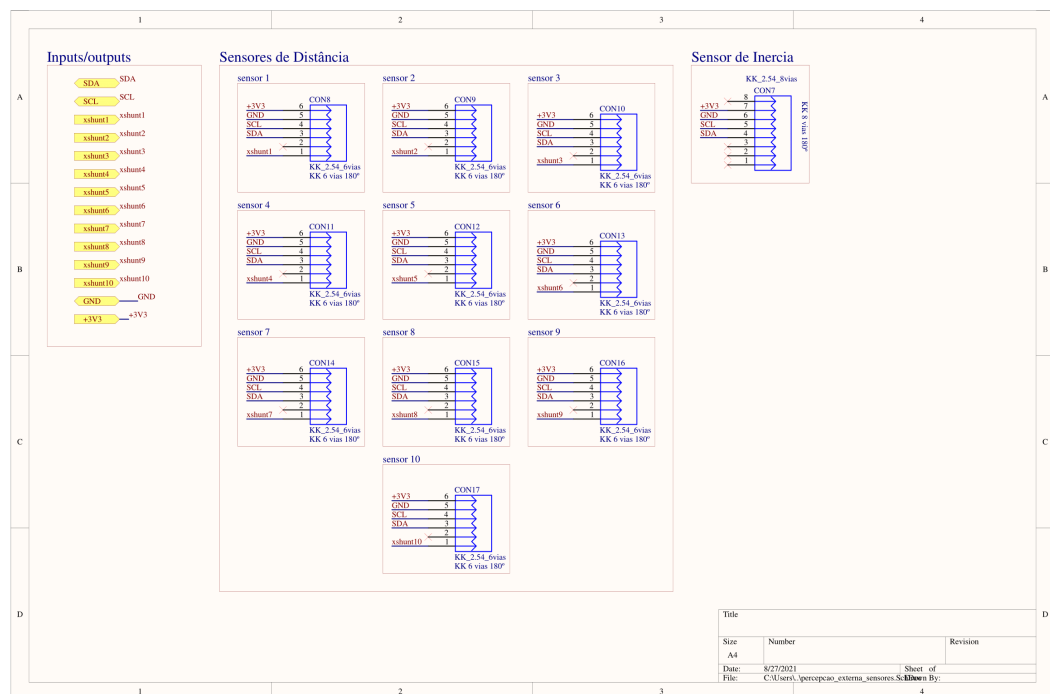 1 2 3 4
Inputs/outputs
SDA SDA
SCL SCL
xshunt1 xshunt1
xshunt2 xshunt2
xshunt3 xshunt3
xshunt4 xshunt4
xshunt5 xshunt5
xshunt6 xshunt6
xshunt7 xshunt7
xshunt8 xshunt8
xshunt9 xshunt9
xshunt10 xshunt10
GND GND
+3V3 +3V3
Sensores de Distância
sensor 1
CON8
+3V3 6
GND 5
SCL 4
SDA 3
2
xshunt1 1
KK_2.54_6vias
KK 6 vias 180º
sensor 2
CON9
+3V3 6
GND 5
SCL 4
SDA 3
2
xshunt2 1
KK_2.54_6vias
KK 6 vias 180º
sensor 3
CON10
+3V3 6
GND 5
SCL 4
SDA 3
2
xshunt3 1
KK_2.54_6vias
KK 6 vias 180º
sensor 4
CON11
+3V3 6
GND 5
SCL 4
SDA 3
2
xshunt4 1
KK_2.54_6vias
KK 6 vias 180º
sensor 5
CON12
+3V3 6
GND 5
SCL 4
SDA 3
2
xshunt5 1
KK_2.54_6vias
KK 6 vias 180º
sensor 6
CON13
+3V3 6
GND 5
SCL 4
SDA 3
2
xshunt6 1
KK_2.54_6vias
KK 6 vias 180º
sensor 7
CON14
+3V3 6
GND 5
SCL 4
SDA 3
2
xshunt7 1
KK_2.54_6vias
KK 6 vias 180º
sensor 8
CON15
+3V3 6
GND 5
SCL 4
SDA 3
2
xshunt8 1
KK_2.54_6vias
KK 6 vias 180º
sensor 9
CON16
+3V3 6
GND 5
SCL 4
SDA 3
2
xshunt9 1
KK_2.54_6vias
KK 6 vias 180º
sensor 10
CON17
+3V3 6
GND 5
SCL 4
SDA 3
2
xshunt10 1
KK_2.54_6vias
KK 6 vias 180º
Sensor de Inercia
KK_2.54_8vias
CON7
8
+3V3 7
GND 6
SCL 5
SDA 4
3
2
1
KK 8 vias 180º
A A
B B
C C
D D
Title
Size Number Revision
A4
Date: 8/27/2021 Sheet of
File: C:\Users\..\percepcao_externa_sensores. By:
1 2 3 4